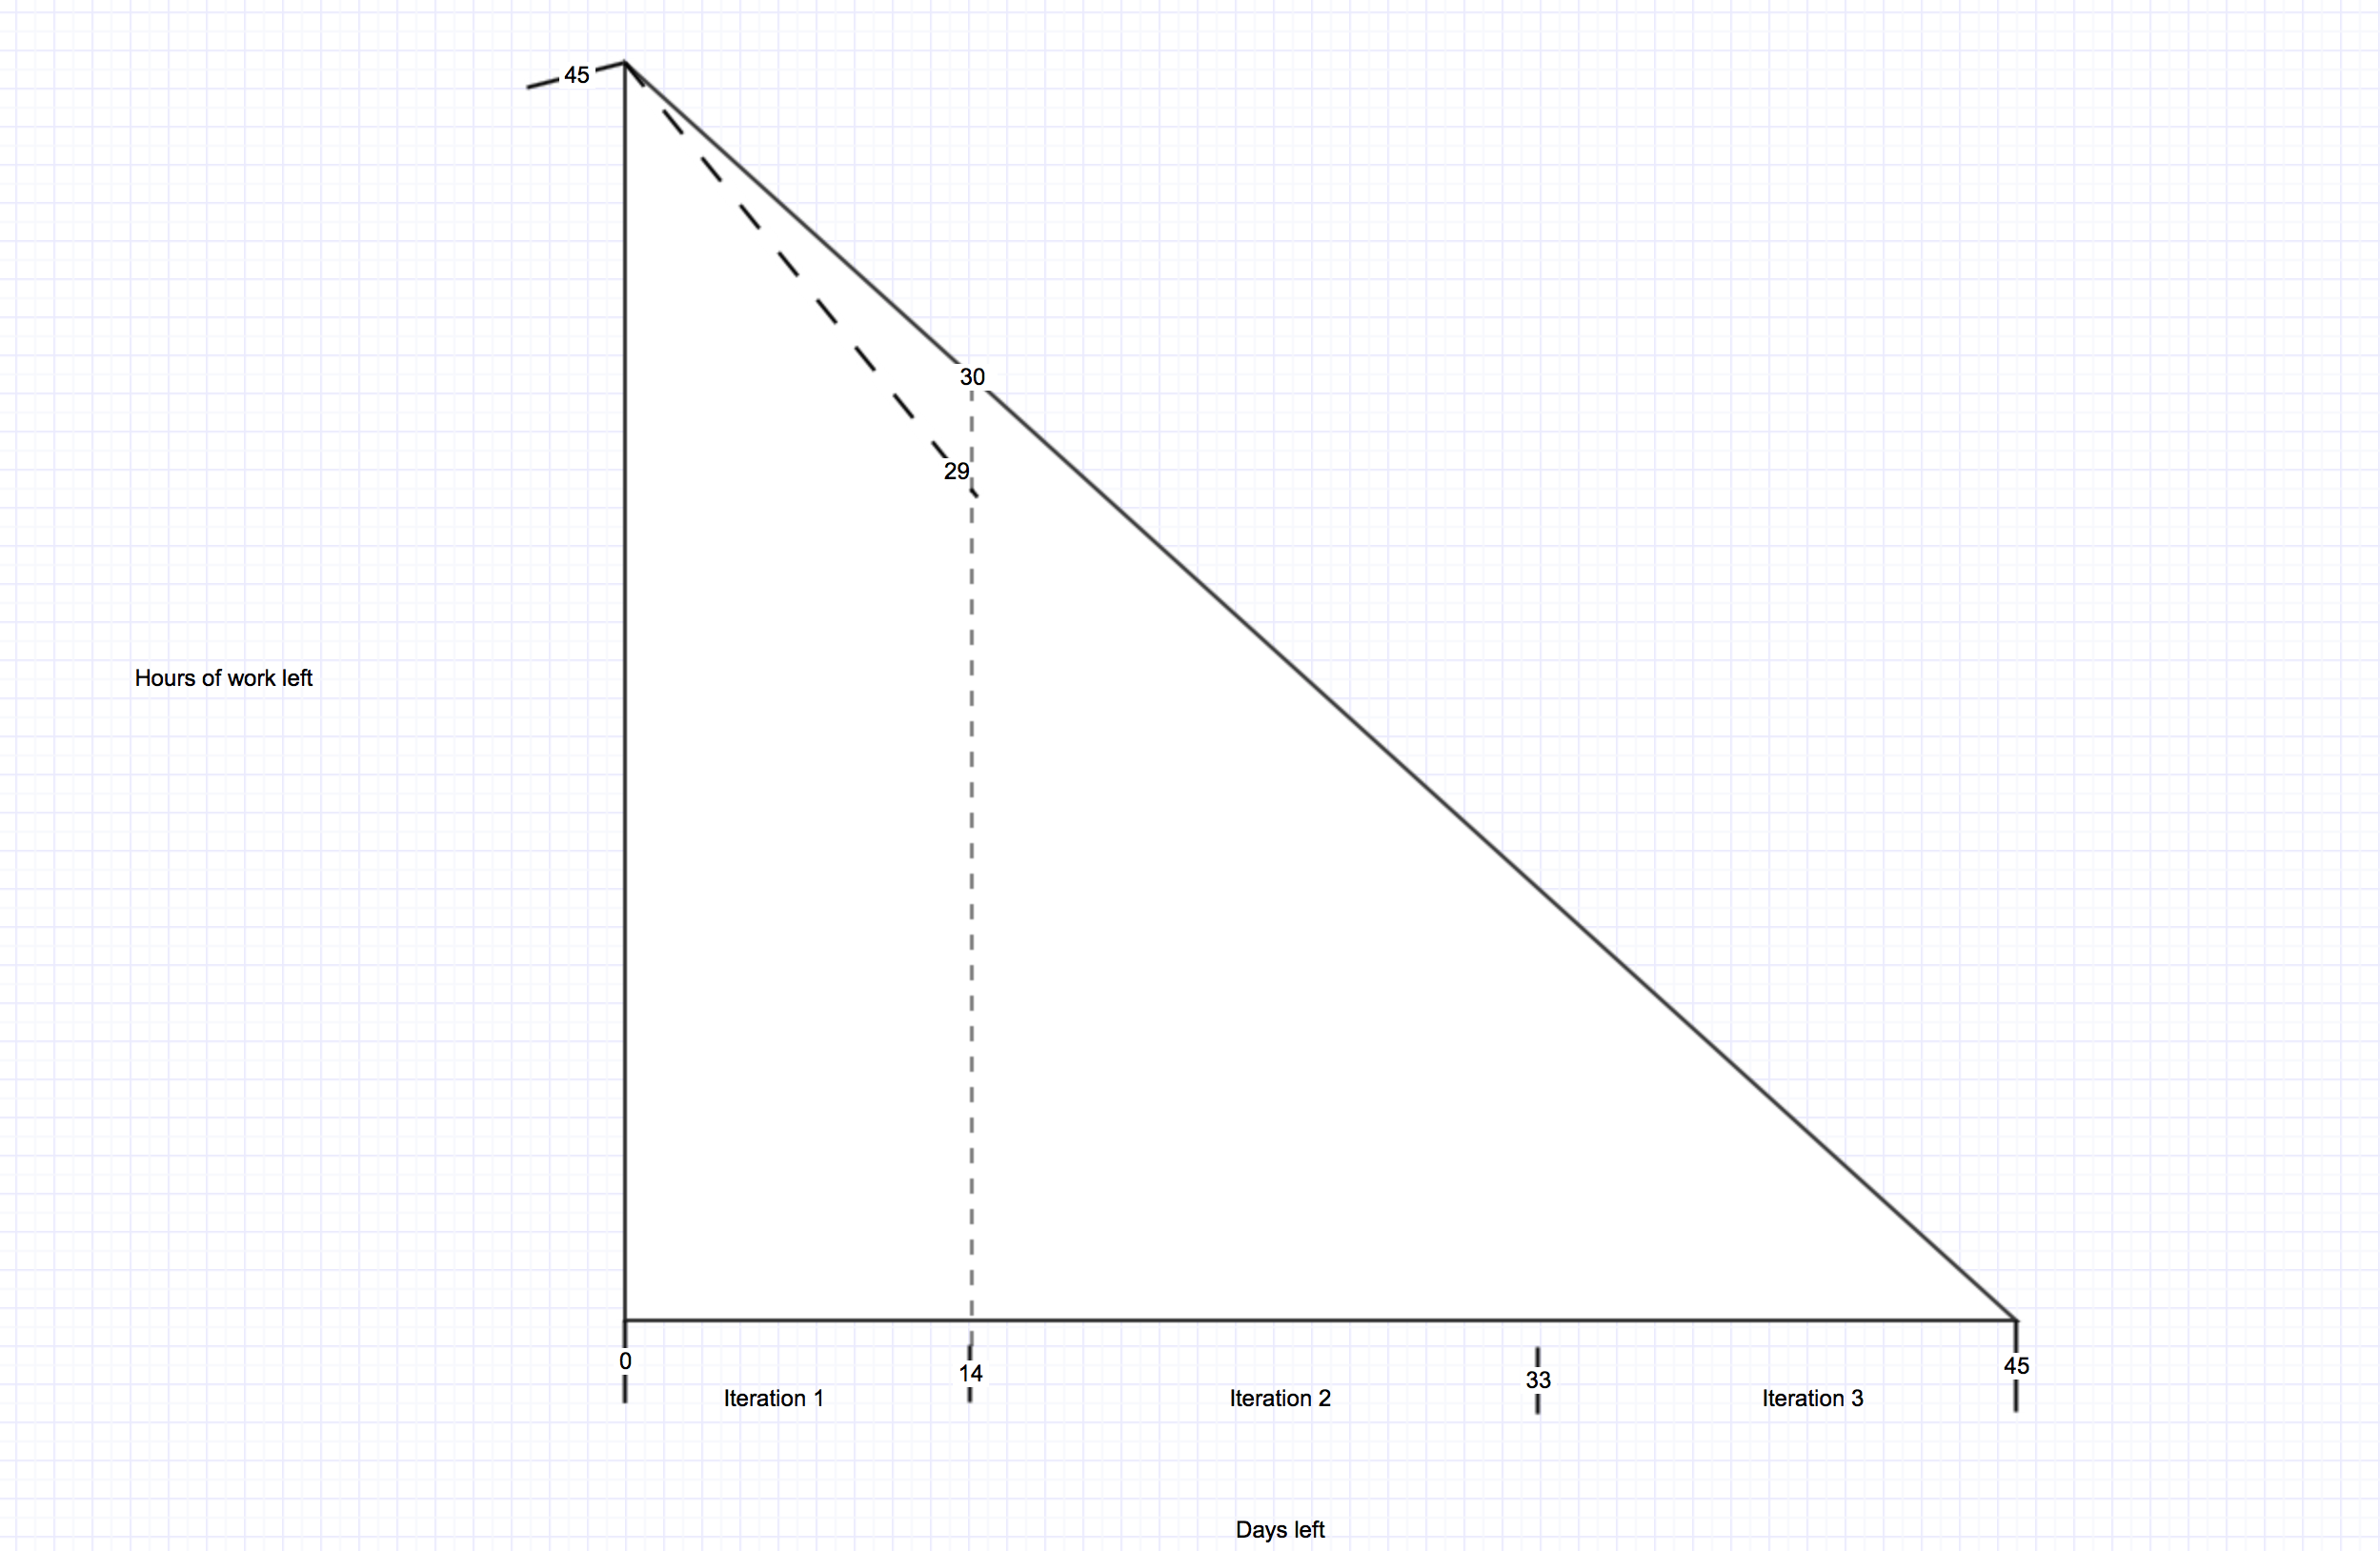 45
30
29
Hours of work left
0
14
33
45
Iteration 1
Iteration 2
Iteration 3
Days left